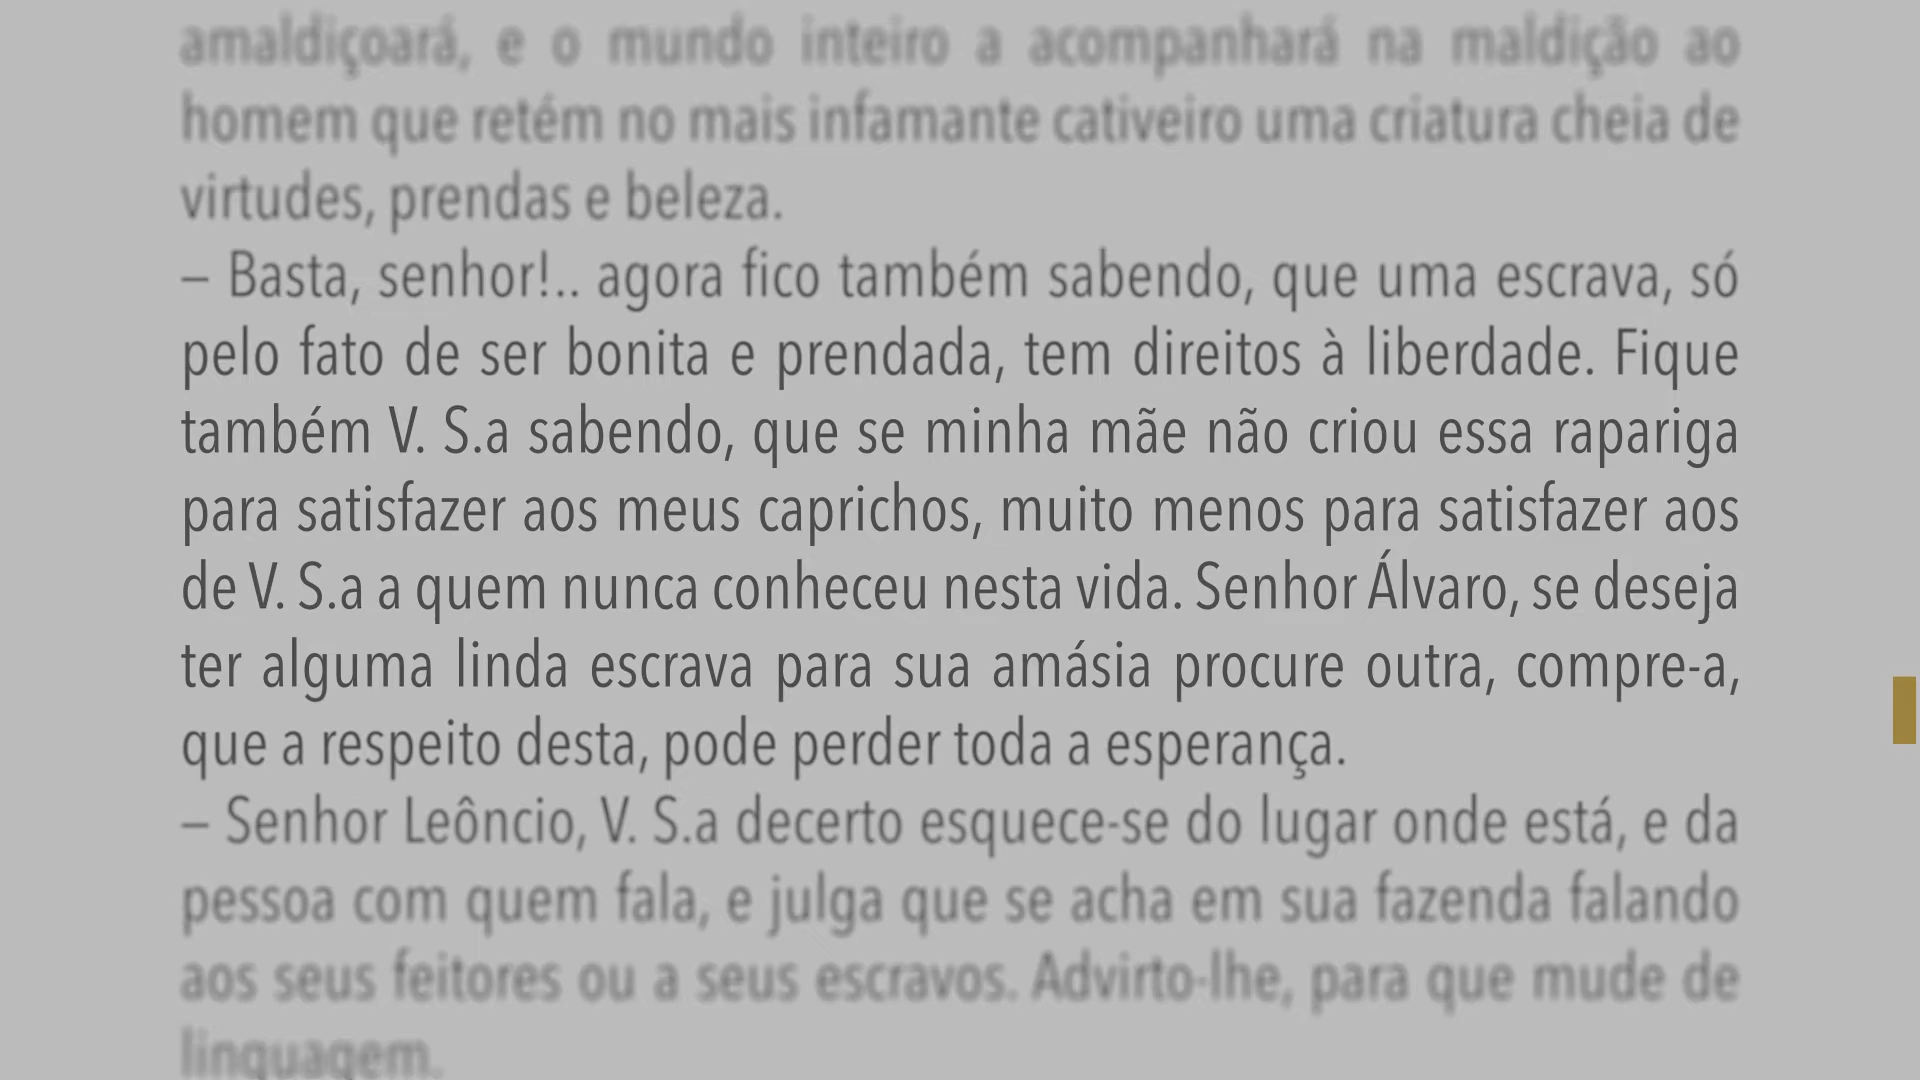 amaldiçoará, e o mundo inteiro a acompanhará na maldição ao
homem que retém no mais infamante cativeiro uma criatura cheia de
virtudes, prendas e beleza.
– Basta, senhor!.. agora fico também sabendo, que uma escrava, só
pelo fato de ser bonita e prendada, tem direitos à liberdade. Fique
também V. S.a sabendo, que se minha mãe não criou essa rapariga
para satisfazer aos meus caprichos, muito menos para satisfazer aos
de V. S.a a quem nunca conheceu nesta vida. Senhor Álvaro, se deseja
ter alguma linda escrava para sua amásia procure outra, compre-a,
que a respeito desta, pode perder toda a esperança.
– Senhor Leôncio, V. S.a decerto esquece-se do lugar onde está, e da
pessoa com quem fala, e julga que se acha em sua fazenda falando
aos seus feitores ou a seus escravos. Advirto-lhe, para que mude de
linguagem.